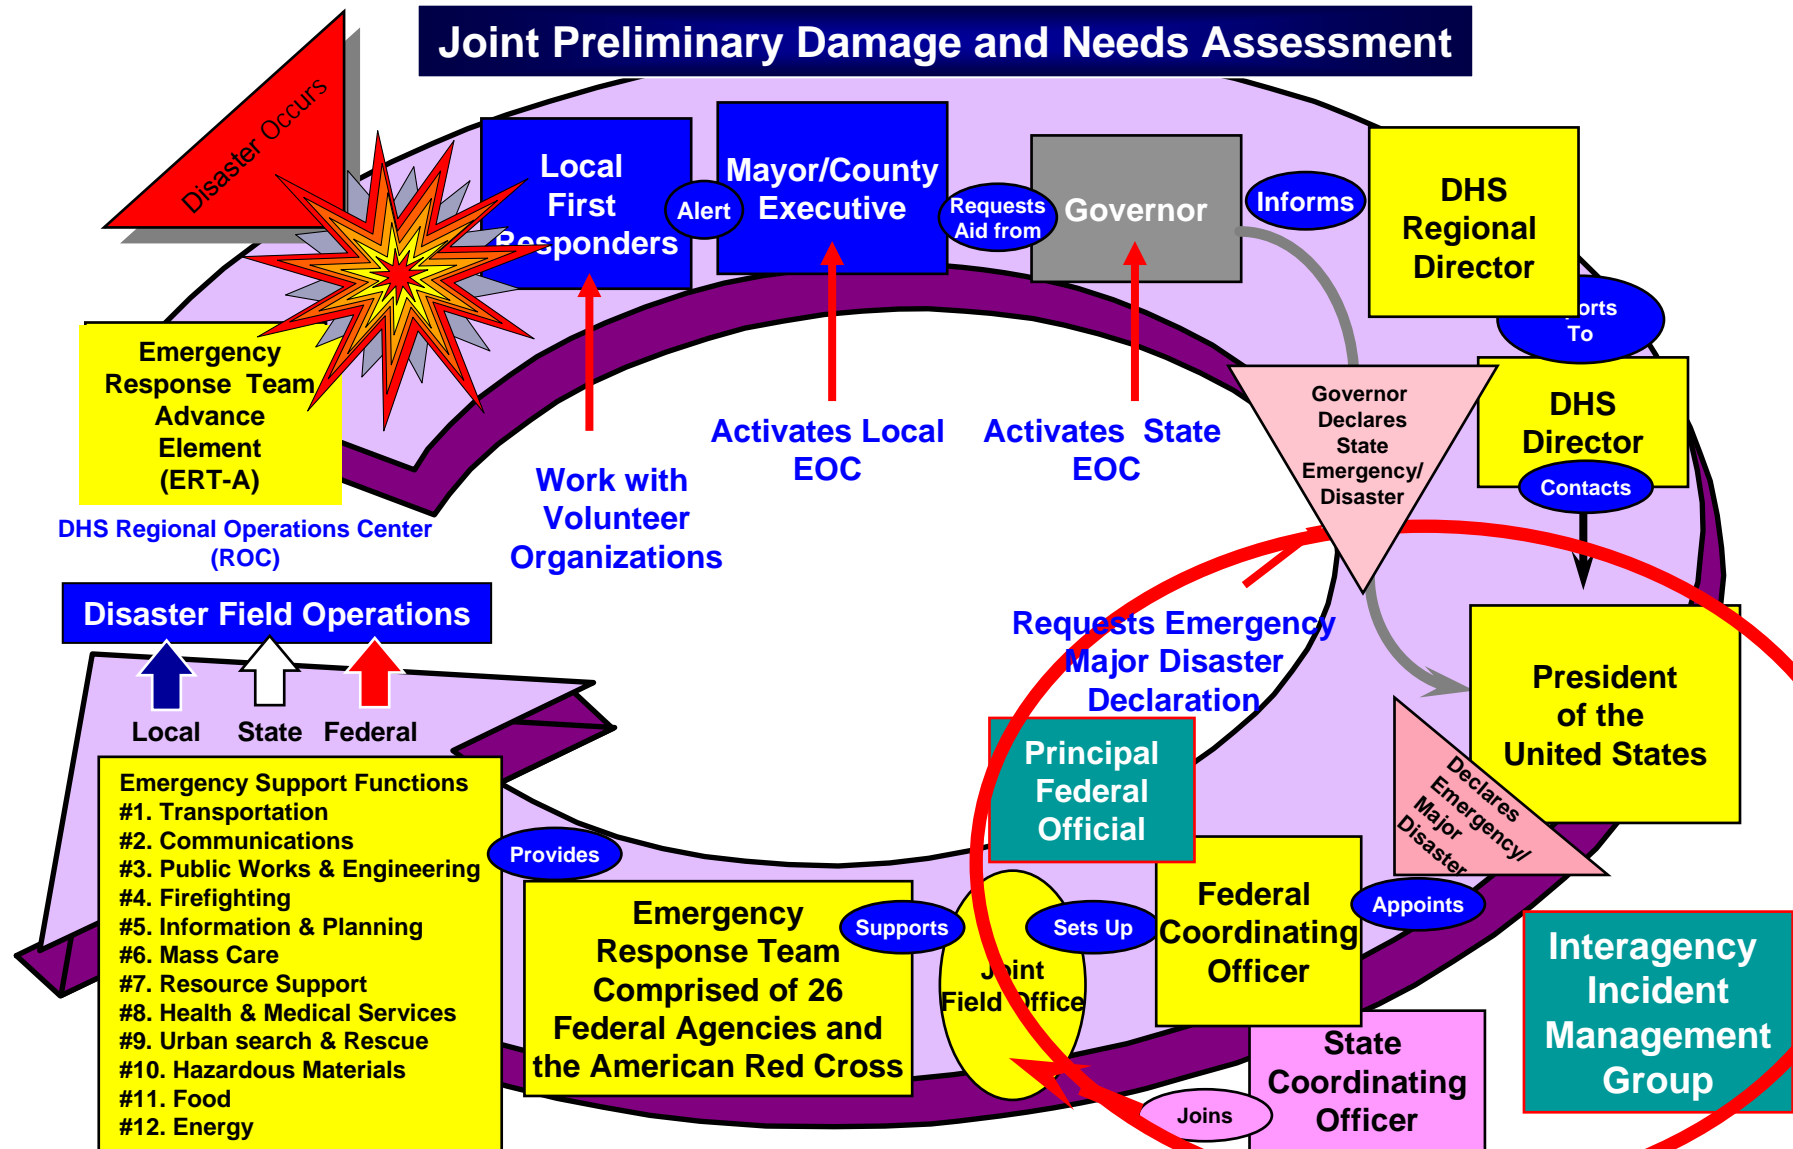 Joint Preliminary Damage and Needs Assessment
Disaster Occurs
Local
First
Responders
Alert
Mayor/County
Executive
Requests
Aid from
Governor
Informs
DHS
Regional
Director
To
DHS
Director
Contacts
Emergency
Response Team
Advance
Element
(ERT-A)
DHS Regional Operations Center
(ROC)
Work with
Volunteer
Organizations
Activates Local
EOC
Activates State
EOC
Governor
Declares
State
Emergency/
Disaster
Requests Emergency
Major Disaster
Declaration
President
of the
United States
Declares
Emergency/
Major
Disaster
Disaster Field Operations
Local State Federal
Emergency Support Functions
#1. Transportation
#2. Communications
#3. Public Works & Engineering
#4. Firefighting
#5. Information & Planning
#6. Mass Care
#7. Resource Support
#8. Health & Medical Services
#9. Urban search & Rescue
#10. Hazardous Materials
#11. Food
#12. Energy
Provides
Emergency
Response Team
Comprised of 26
Federal Agencies and
the American Red Cross
Supports
Joint
Field Office
Sets Up
Principal
Federal
Official
Federal
Coordinating
Officer
Appoints
State
Coordinating
Officer
Joins
Interagency
Incident
Management
Group